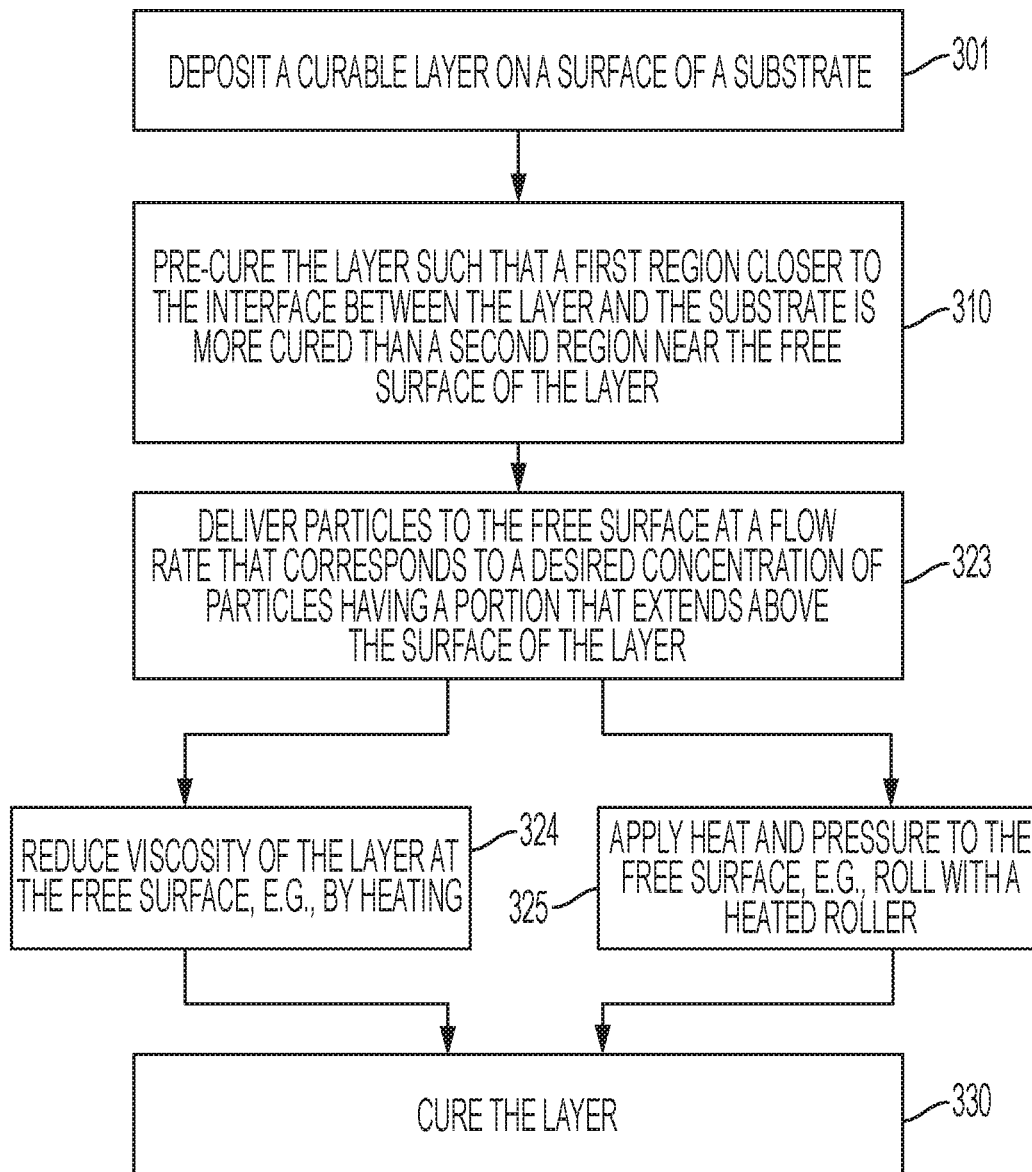 DEPOSIT A CURABLE LAYER ON A SURFACE OF A SUBSTRATE
301
PRE-CURE THE LAYER SUCH THAT A FIRST REGION CLOSER TO
THE INTERFACE BETWEEN THE LAYER AND THE SUBSTRATE IS
MORE CURED THAN A SECOND REGION NEAR THE FREE
SURFACE OF THE LAYER
310
DELIVER PARTICLES TO THE FREE SURFACE AT A FLOW
RATE THAT CORRESPONDS TO A DESIRED CONCENTRATION OF
PARTICLES HAVING A PORTION THAT EXTENDS ABOVE
THE SURFACE OF THE LAYER
323
REDUCE VISCOSITY OF THE LAYER AT
THE FREE SURFACE, E.G., BY HEATING
324
APPLY HEAT AND PRESSURE TO THE
FREE SURFACE, E.G., ROLL WITH A
HEATED ROLLER
325
CURE THE LAYER
330